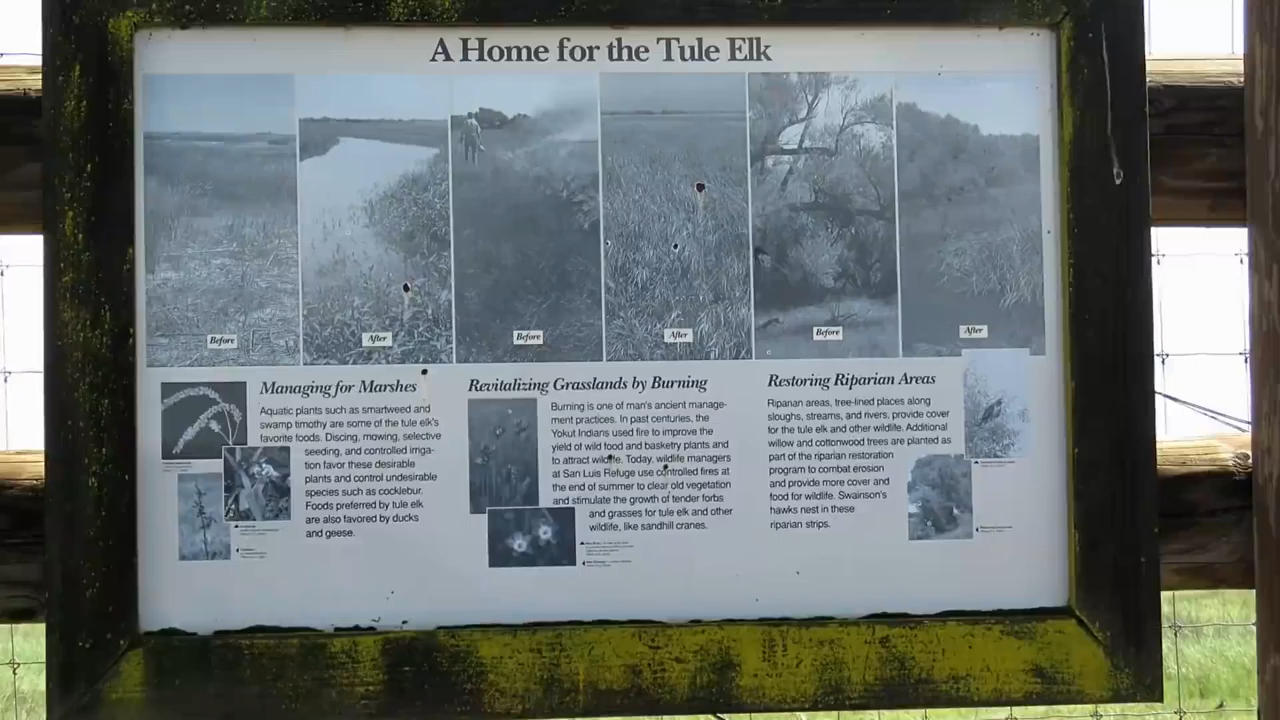 A Home for the Tule Elk
Before
After
Before
After
Before
After
Managing for Marshes
Aquatic plants such as smartweed and
swamp timothy are some of the tule elk's
favorite foods. Discing, mowing, selective
seeding, and controlled irriga-
tion favor these desirable
plants and control undesirable
species such as cocklebur.
Foods preferred by tule elk
are also favored by ducks
and geese.
Revitalizing Grasslands by Burning
Burning is one of man's ancient manage-
ment practices. In past centuries, the
Yokut Indians used fire to improve the
yield of wild food and basketry plants and
to attract wildlife. Today, wildlife managers
at San Luis Refuge use controlled fires at
the end of summer to clear old vegetation
and stimulate the growth of tender forbs
and grasses for tule elk and other
wildlife, like sandhill cranes.
Restoring Riparian Areas
Riparian areas, tree-lined places along
sloughs, streams, and rivers, provide cover
for the tule elk and other wildlife. Additional
willow and cottonwood trees are planted as
part of the riparian restoration
program to combat erosion
and provide more cover and
food for wildlife. Swainson's
hawks nest in these
riparian strips.